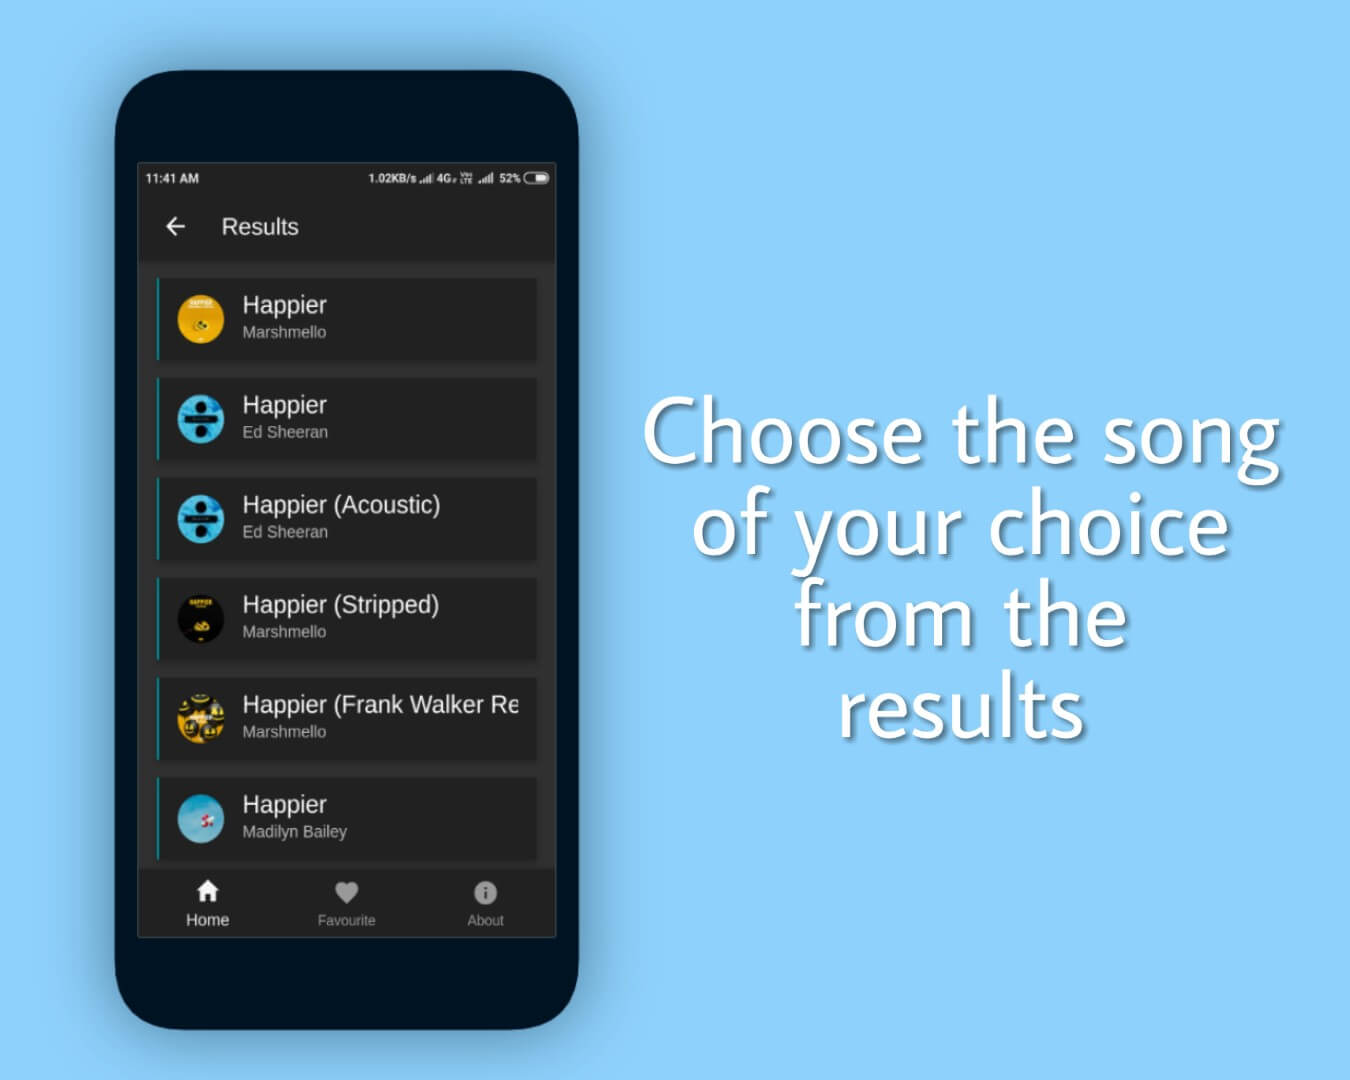 11:41 AM
1.02KB/s 4G VoLTE 52%
Results
Happier
Marshmello
Happier
Ed Sheeran
Happier (Acoustic)
Ed Sheeran
Happier (Stripped)
Marshmello
Happier (Frank Walker Re
Marshmello
Happier
Madilyn Bailey
Home
Favourite
About
Choose the song
of your choice
from the
results